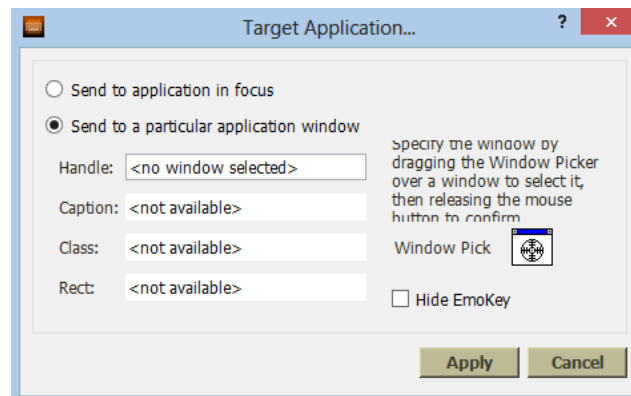 Target Application...
?
Send to application in focus
Send to a particular application window
Specify the window by
dragging the Window Picker
over a window to select it,
then releasing the mouse
button to confirm
Handle: <no window selected>
Caption: <not available>
Class: <not available>
Rect: <not available>
Window Pick
Hide EmoKey
Apply
Cancel